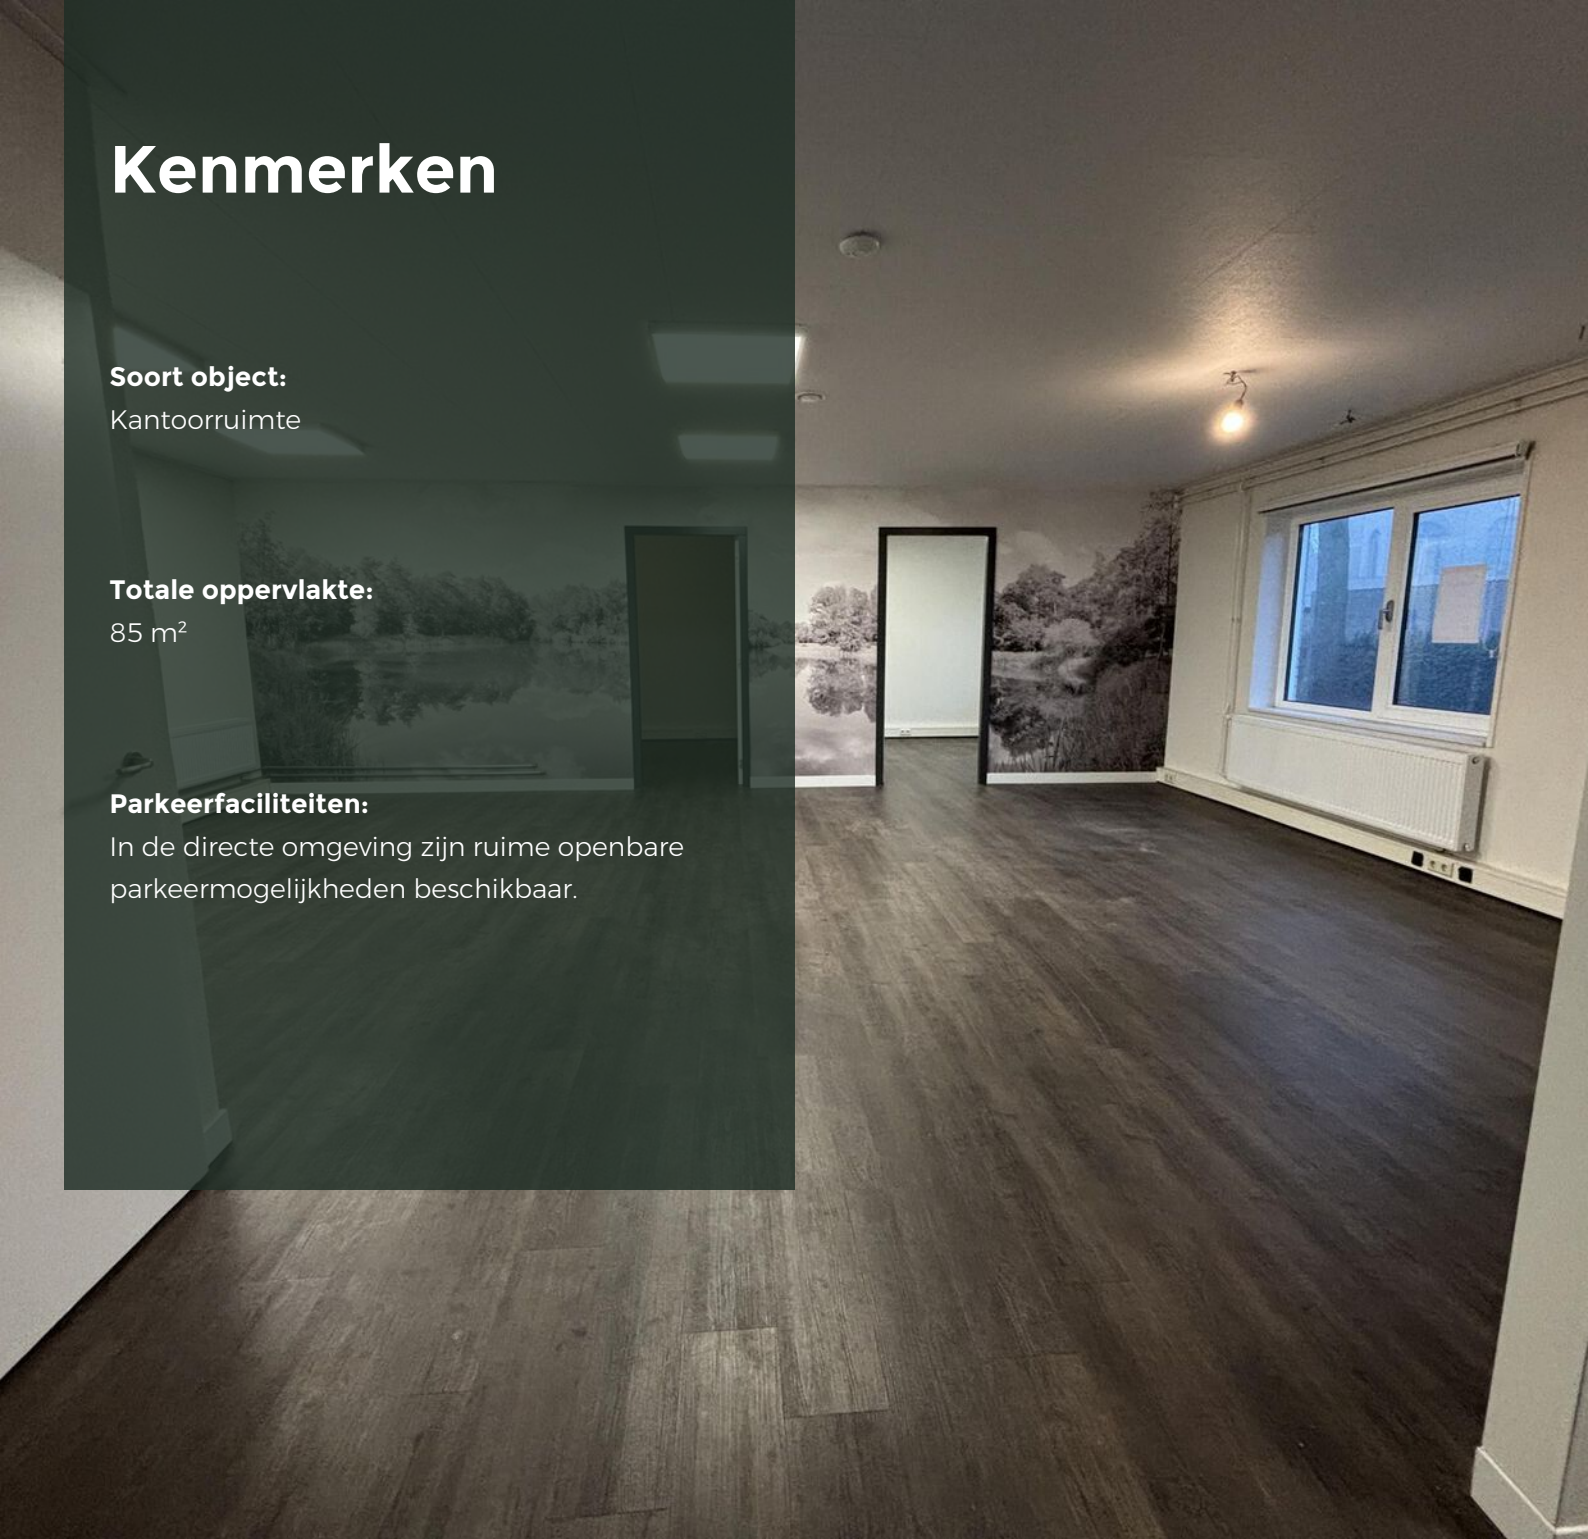 Kenmerken
Soort object:
Kantoorruimte
Totale oppervlakte:
85 m²
Parkeerfaciliteiten:
In de directe omgeving zijn ruime openbare
parkeermogelijkheden beschikbaar.